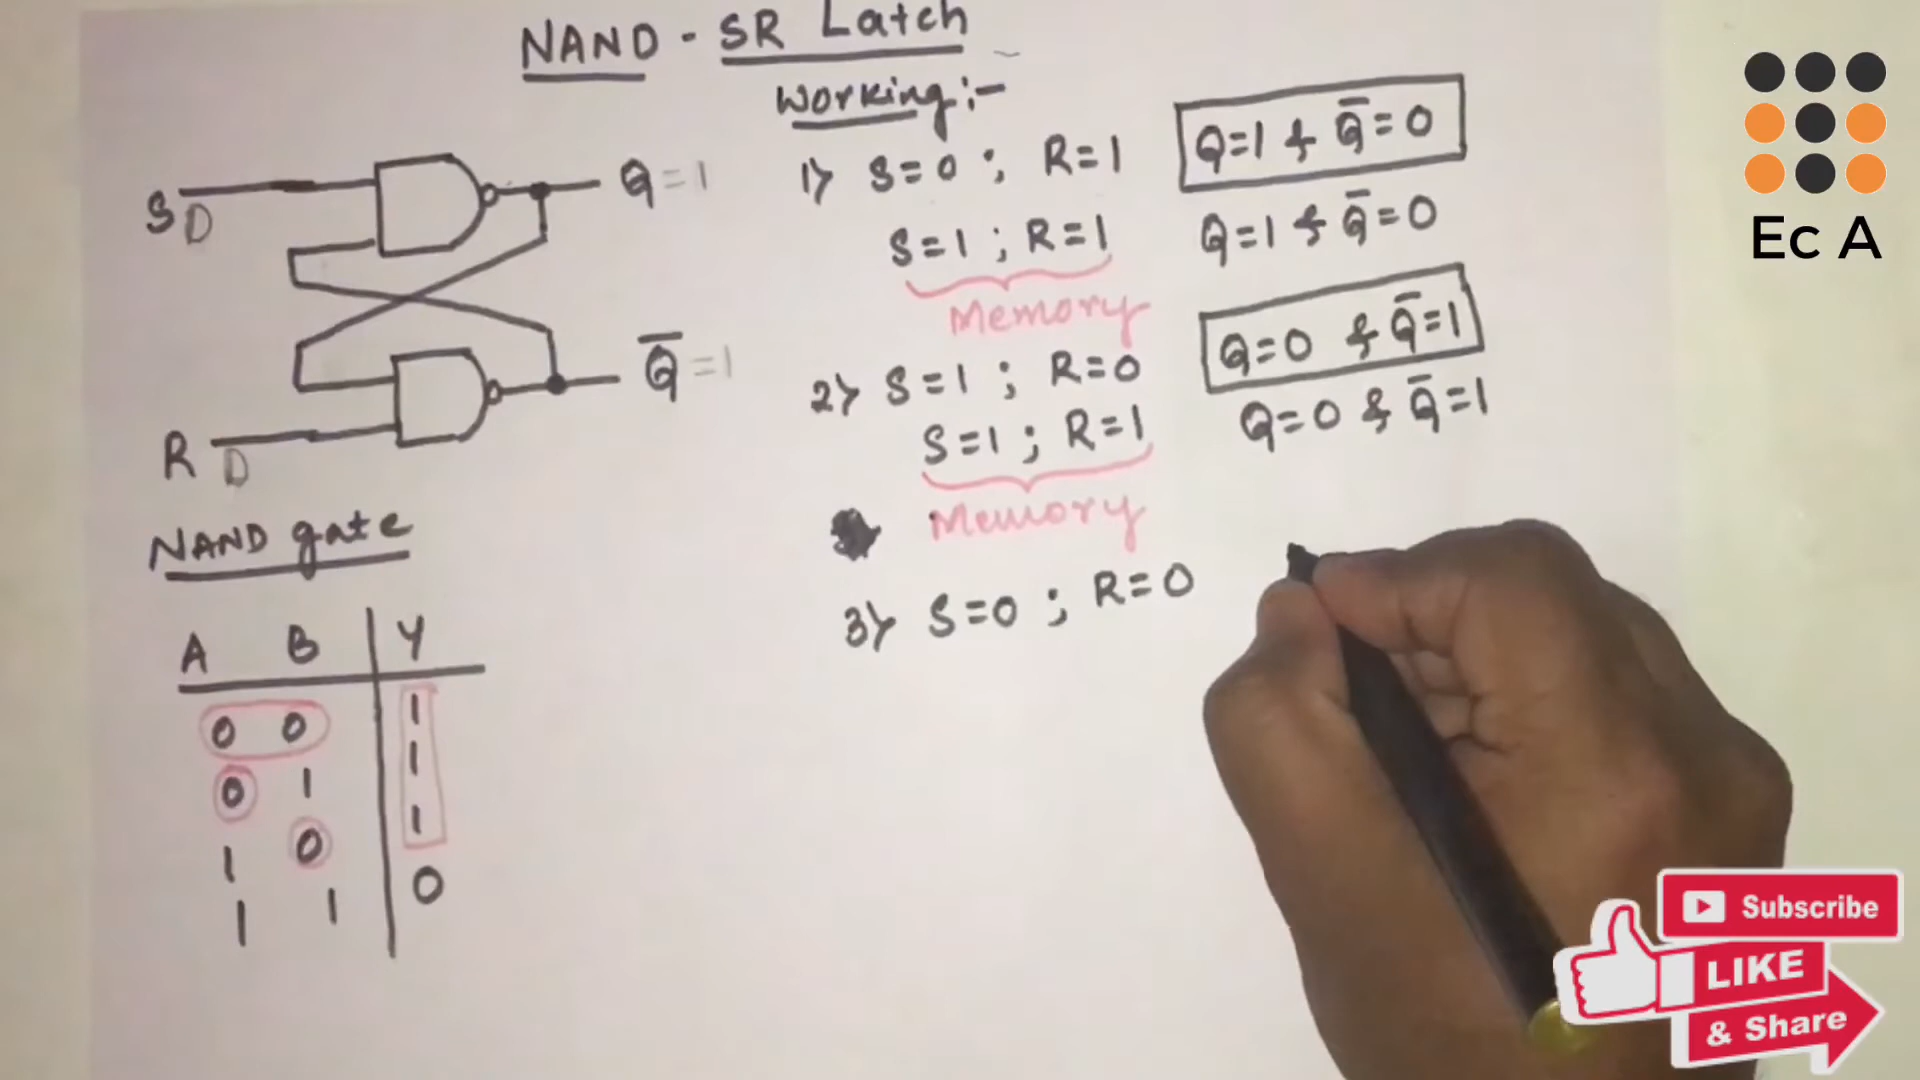 NAND - SR Latch
Working:-
S
0
R
0
Q=1
Q̅=1
NAND gate
A B Y
0 0 1
0 1 1
1 0 1
1 1 0
1) S=0 ; R=1 Q=1 & Q̅=0
S=1 ; R=1 Q=1 & Q̅=0
Memory
2) S=1 ; R=0 Q=0 & Q̅=1
S=1 ; R=1 Q=0 & Q̅=1
Memory
3) S=0 ; R=0
Ec A
Subscribe
LIKE
& Share